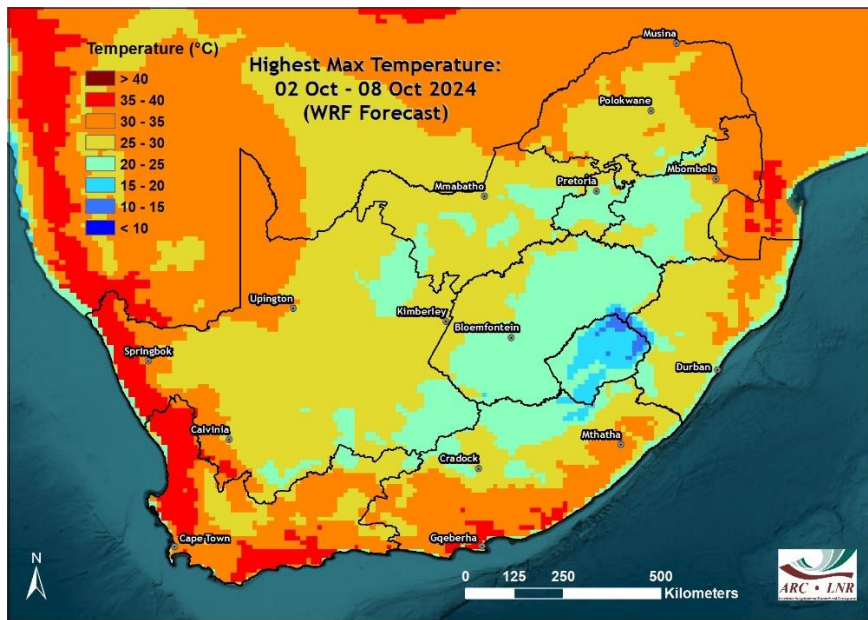 Temperature (°C)
> 40
35 - 40
30 - 35
25 - 30
20 - 25
15 - 20
10 - 15
< 10
Highest Max Temperature:
02 Oct - 08 Oct 2024
(WRF Forecast)
Musina
Polokwane
Mbombela
Pretoria
Mmabatho
Upington
Kimberley
Bloemfontein
Springbok
Durban
Calvinia
Mthatha
Cradock
Cape Town
Gqeberha
N
0 125 250 500
Kilometers
ARC • LNR